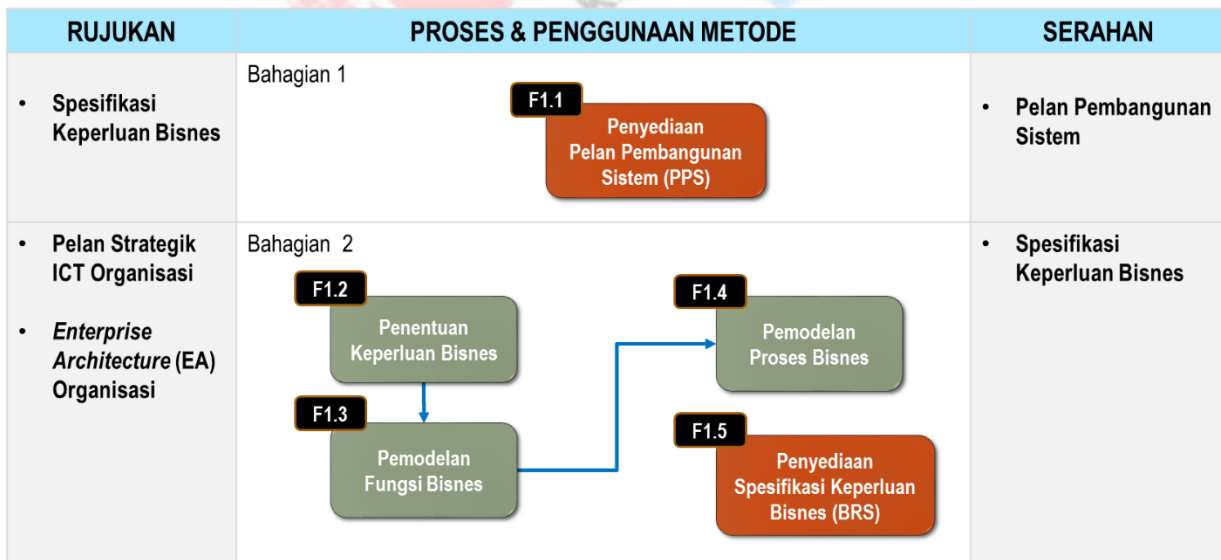 RUJUKAN
PROSES & PENGGUNAAN METODE
SERAHAN
• Spesifikasi
Keperluan Bisnes
Bahagian 1
F1.1
Penyediaan
Pelan Pembangunan
Sistem (PPS)
• Pelan Pembangunan
Sistem
• Pelan Strategik
ICT Organisasi
• Enterprise
Architecture (EA)
Organisasi
Bahagian 2
F1.2
Penentuan
Keperluan Bisnes
F1.3
Pemodelan
Fungsi Bisnes
F1.4
Pemodelan
Proses Bisnes
F1.5
Penyediaan
Spesifikasi Keperluan
Bisnes (BRS)
• Spesifikasi
Keperluan Bisnes